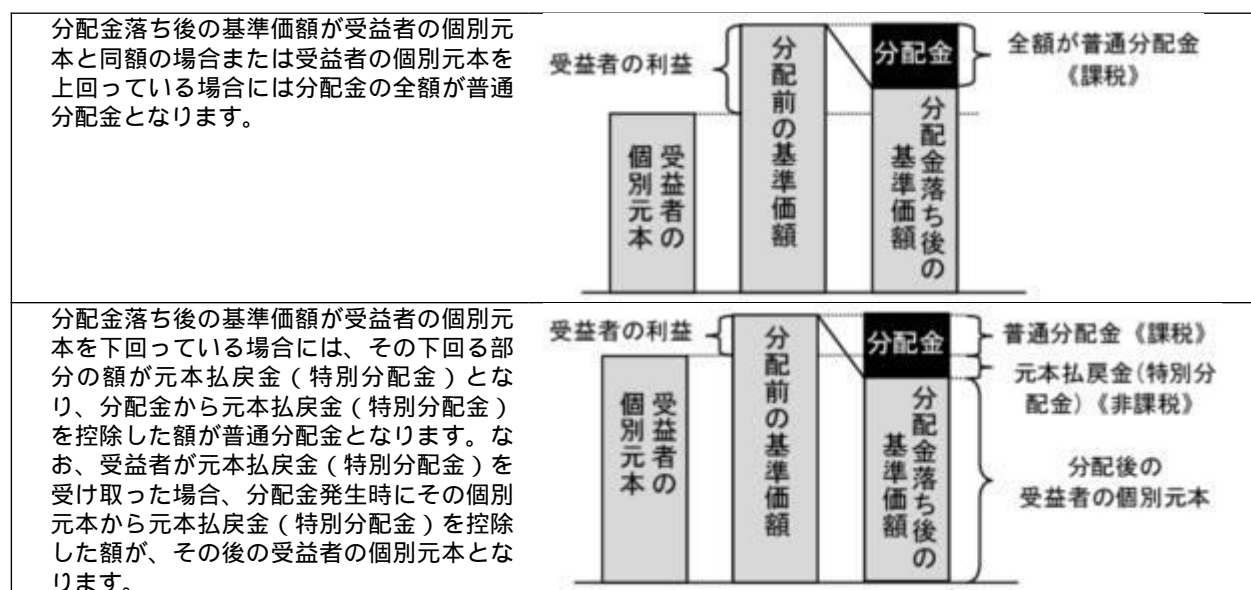 分配金落ち後の基準価額が受益者の個別元
本と同額の場合または受益者の個別元本を
上回っている場合には分配金の全額が普通
分配金となります。
受益者の利益
受益者の
個別元本
分配前の基準価額
分配金
分配金落ち後の
基準価額
全額が普通分配金
《課税》
分配金落ち後の基準価額が受益者の個別元
本を下回っている場合には、その下回る部
分の額が元本払戻金（特別分配金）とな
り、分配金から元本払戻金（特別分配金）
を控除した額が普通分配金となります。な
お、受益者が元本払戻金（特別分配金）を
受け取った場合、分配金発生時にその個別
元本から元本払戻金（特別分配金）を控除
した額が、その後の受益者の個別元本とな
ります。
受益者の利益
受益者の
個別元本
分配前の基準価額
分配金
分配金落ち後の
基準価額
普通分配金《課税》
元本払戻金(特別分
配金)《非課税》
分配後の
受益者の個別元本